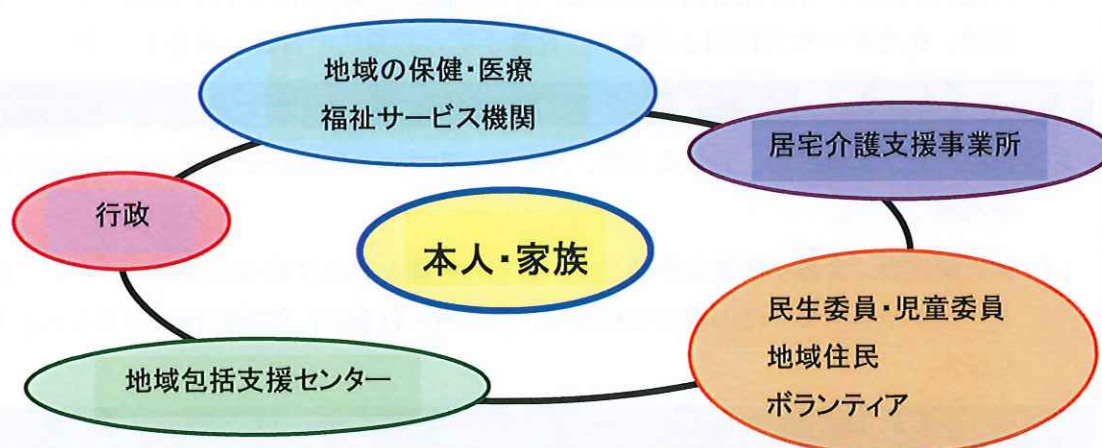 地域の保健・医療
福祉サービス機関
居宅介護支援事業所
行政
本人・家族
民生委員・児童委員
地域住民
ボランティア
地域包括支援センター